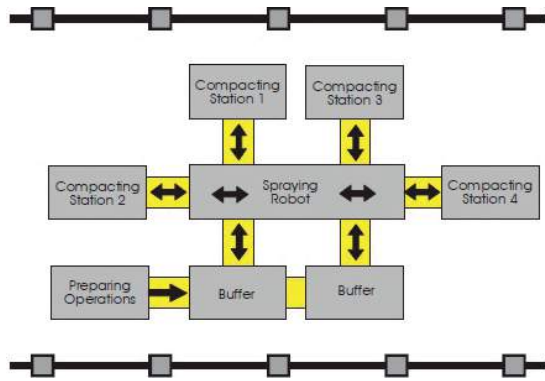 Compacting
Station 1
Compacting
Station 3
Compacting
Station 2
Spraying
Robot
Compacting
Station 4
Preparing
Operations
Buffer
Buffer